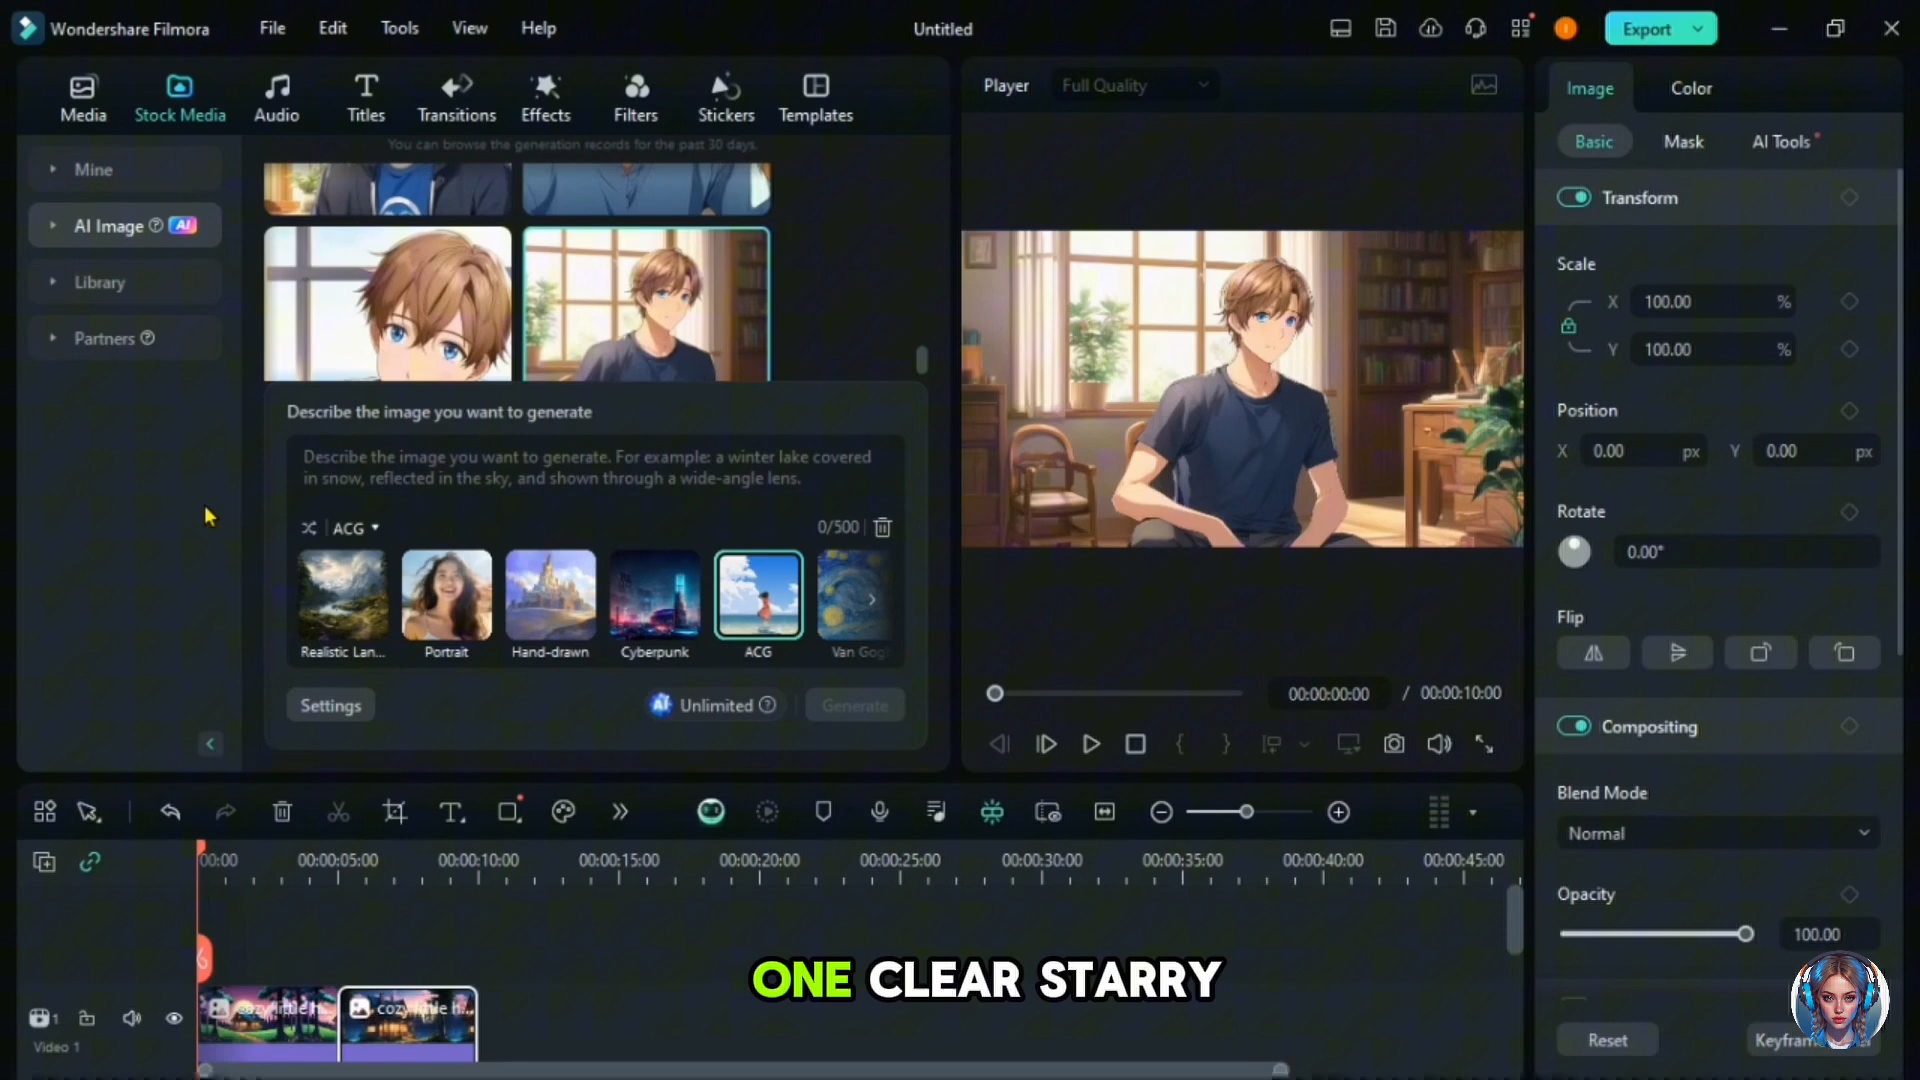 Wondershare Filmora
File Edit Tools View Help
Untitled
Export
Media Stock Media Audio Titles Transitions Effects Filters Stickers Templates
Mine
AI Image AI
Library
Partners
You can browse the generation records for the past 30 days.
Describe the image you want to generate
Describe the image you want to generate. For example: a winter lake covered
in snow, reflected in the sky, and shown through a wide-angle lens.
ACG 0/500
Realistic Lan... Portrait Hand-drawn Cyberpunk ACG Van Gogh
Settings AI Unlimited Generate
Player Full Quality
00:00:00:00 / 00:00:10:00
Image Color
Basic Mask AI Tools
Transform
Scale
X 100.00 %
Y 100.00 %
Position
X 0.00 px Y 0.00 px
Rotate
0.00°
Flip
Compositing
Blend Mode
Normal
Opacity
100.00
Reset
00:00 00:00:05:00 00:00:10:00 00:00:15:00 00:00:20:00 00:00:25:00 00:00:30:00 00:00:35:00 00:00:40:00 00:00:45:00
ONE CLEAR STARRY
cozy little h... cozy little h...
1
Video 1